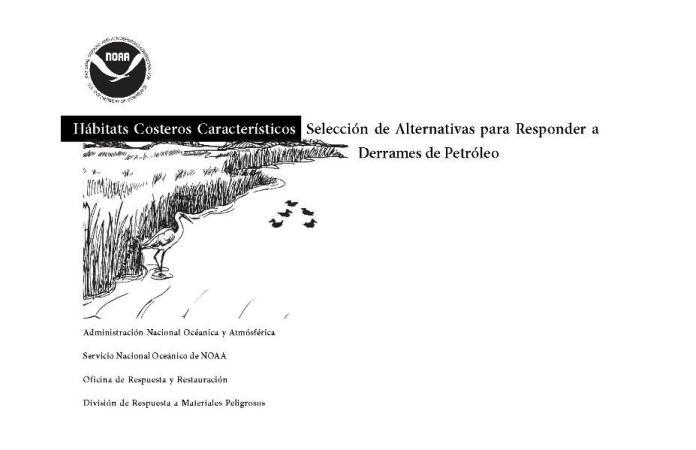 NOAA
Hábitats Costeros Característicos Selección de Alternativas para Responder a
Derrames de Petróleo
Administración Nacional Océanica y Atmósférica
Servicio Nacional Oceánico de NOAA
Oficina de Respuesta y Restauración
División de Respuesta a Materiales Peligrosos